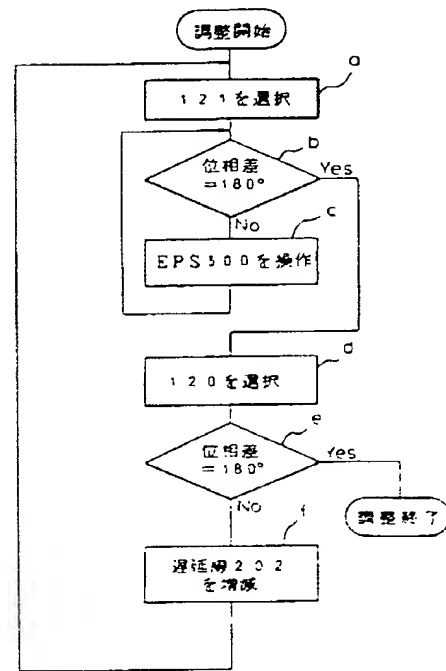 調整開始
a
121を選択
b
位相差
=180°
Yes
No
c
EPS300を操作
d
120を選択
e
位相差
=180°
Yes
No
調整終了
f
遅延線202
を増減